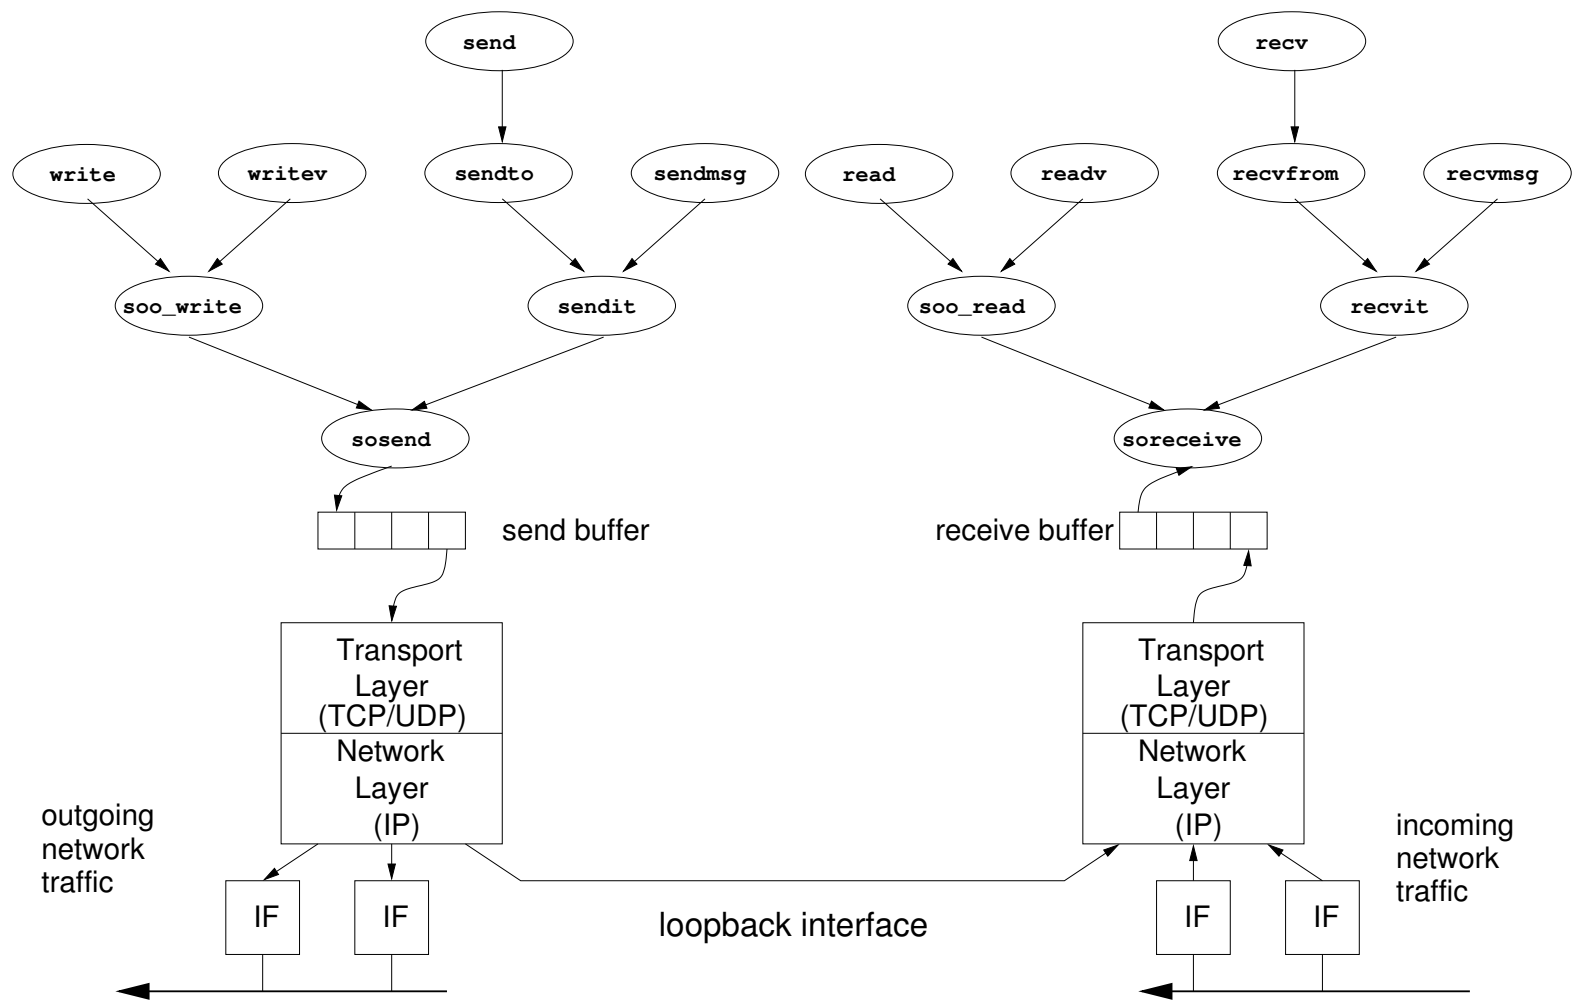 send
recv
write
writev
sendto
sendmsg
read
readv
recvfrom
recvmsg
soo_write
sendit
soo_read
recvit
sosend
soreceive
send buffer
receive buffer
Transport
Layer
(TCP/UDP)
Network
Layer
(IP)
Transport
Layer
(TCP/UDP)
Network
Layer
(IP)
outgoing
network
traffic
incoming
network
traffic
IF
IF
loopback interface
IF
IF